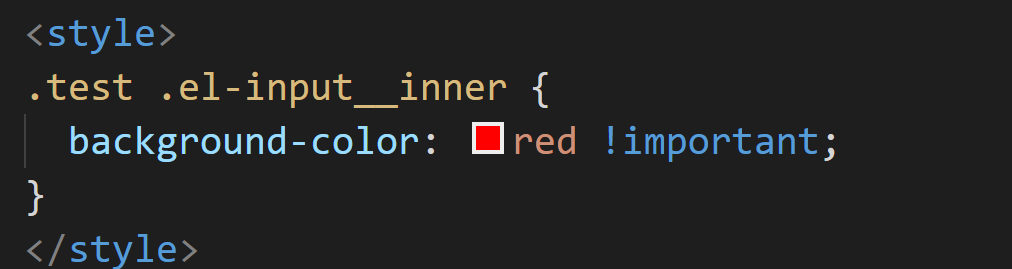 <style>
.test .el-input__inner {
background-color: red !important;
}
</style>